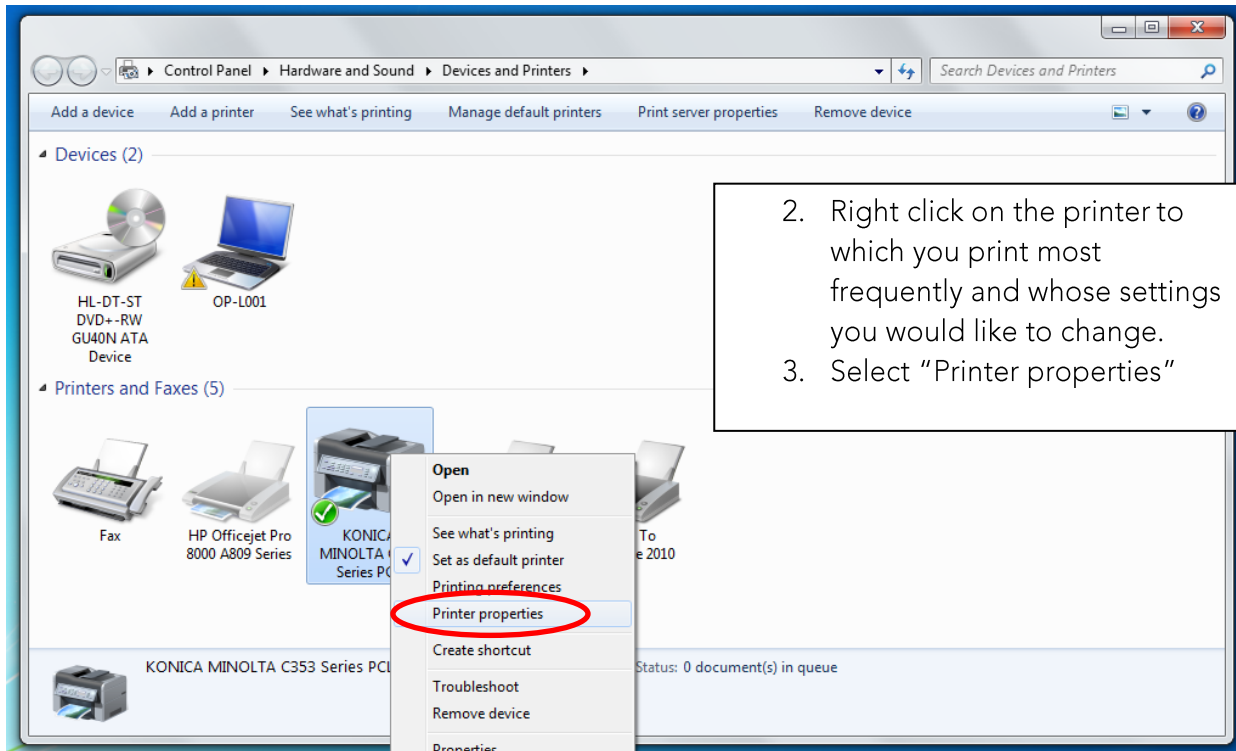 Control Panel ▸ Hardware and Sound ▸ Devices and Printers ▸
Search Devices and Printers
Add a device Add a printer See what's printing Manage default printers Print server properties Remove device
Devices (2)
HL-DT-ST
DVD+-RW
GU40N ATA
Device
OP-L001
2. Right click on the printer to
which you print most
frequently and whose settings
you would like to change.
3. Select “Printer properties”
Printers and Faxes (5)
Fax
HP Officejet Pro
8000 A809 Series
MINOLTA
Series
To
2010
Open
Open in new window
See what's printing
Set as default printer
Printing preferences
Printer properties
Create shortcut
Troubleshoot
Remove device
Properties
KONICA MINOLTA C353 Series
Status: 0 document(s) in queue